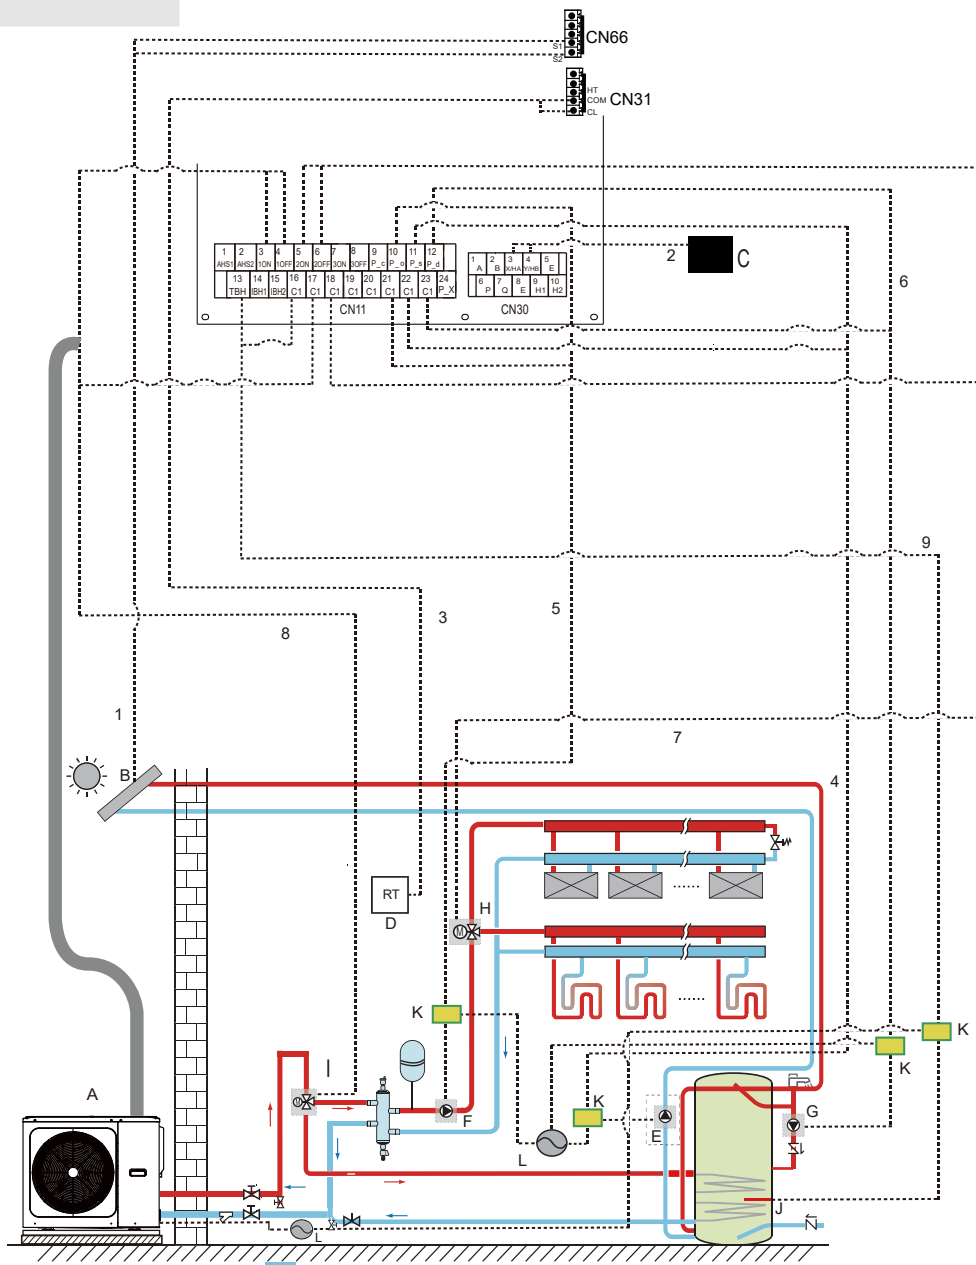 CN66
S1
S2
HT
COM CN31
CL
1 2 3 4 5 6 7 8 9 10 11 12
AHS1 AHS2 1ON 1OFF 2ON 2OFF 3ON 3OFF P_c P_o P_s P_d
13 14 15 16 17 18 19 20 21 22 23 24
TBH IBH1 IBH2 C1 C1 C1 C1 C1 C1 C1 C1 P_X
CN11
1 2 3 4 5
A B X/HA Y/HB E
6 7 8 9 10
P Q E H1 H2
CN30
2 C
6
9
5
3
8
1
7
4
B
RT
D
H
K
K
K
I
A
F
K
G
E
L
J
L